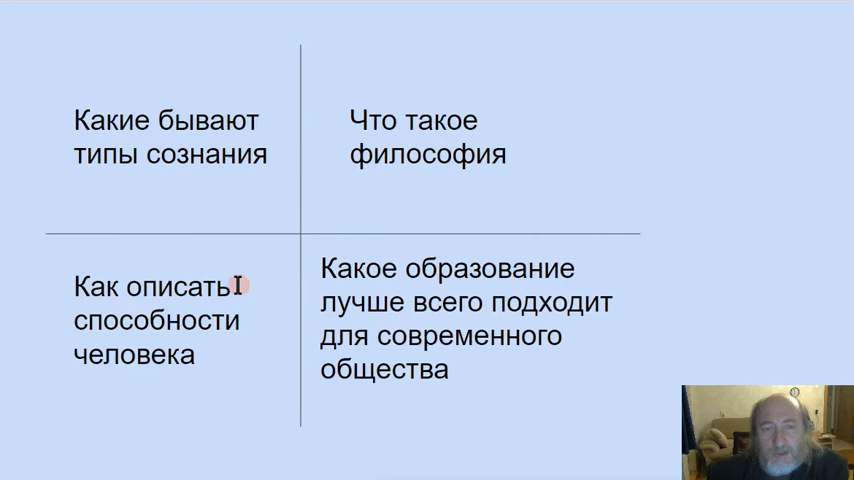 Какие бывают
типы сознания
Что такое
философия
Как описать
способности
человека
Какое образование
лучше всего подходит
для современного
общества